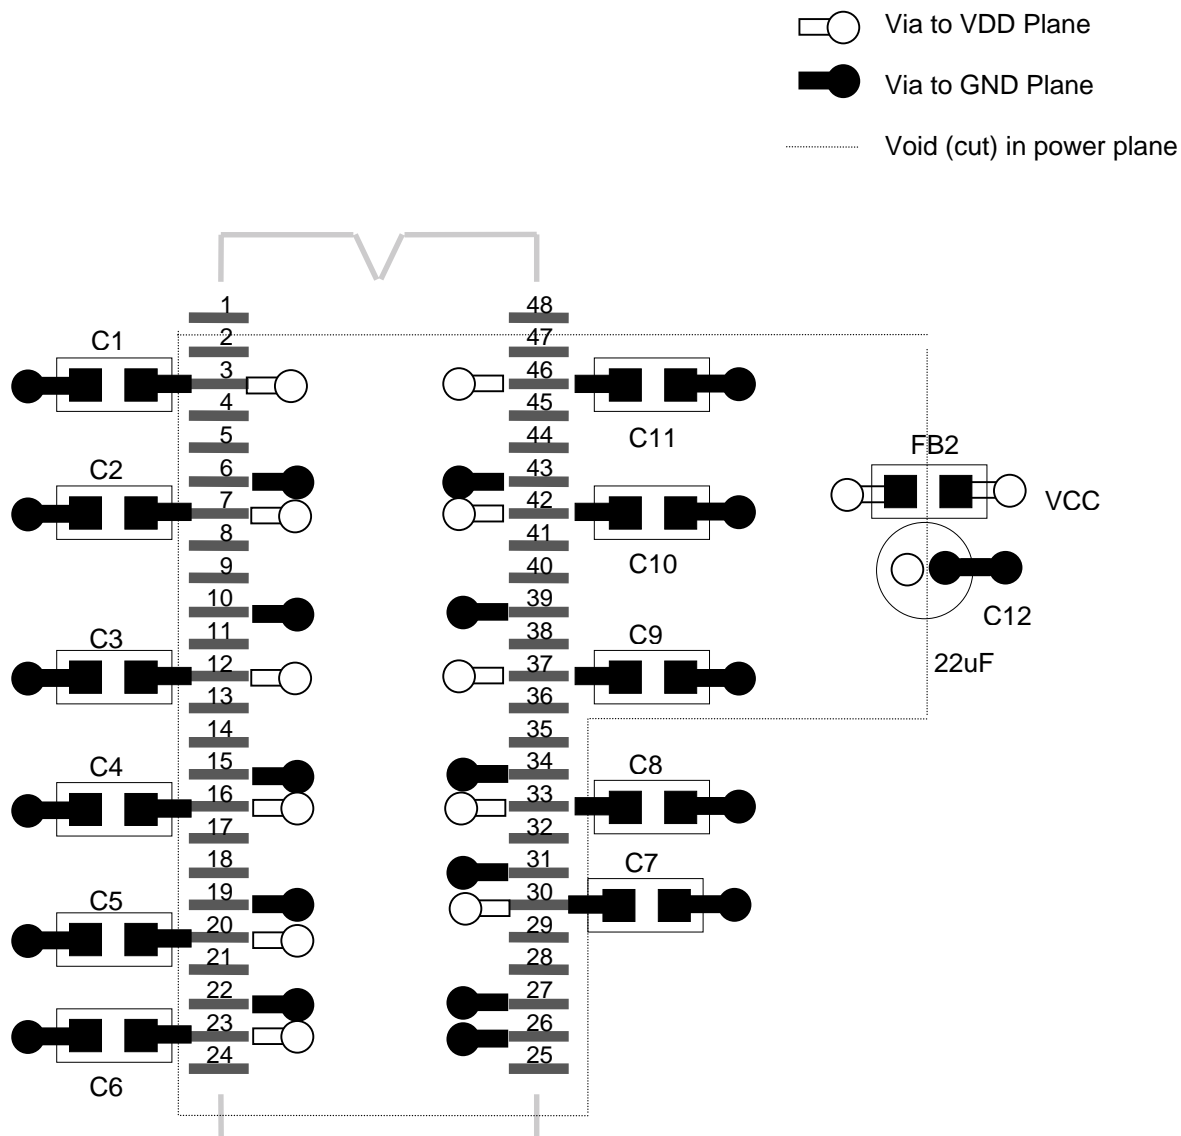 Via to VDD Plane
Via to GND Plane
Void (cut) in power plane
1 48
2 47
C1
3 46
4 45
C11
5 44
FB2
6 43
C2
7 42
VCC
8 41
C10
9 40
10 39
C12
11 38
C3 C9
12 37
22uF
13 36
14 35
15 34
C4 C8
16 33
17 32
18 31
C7
19 30
C5
20 29
21 28
22 27
23 26
24 25
C6